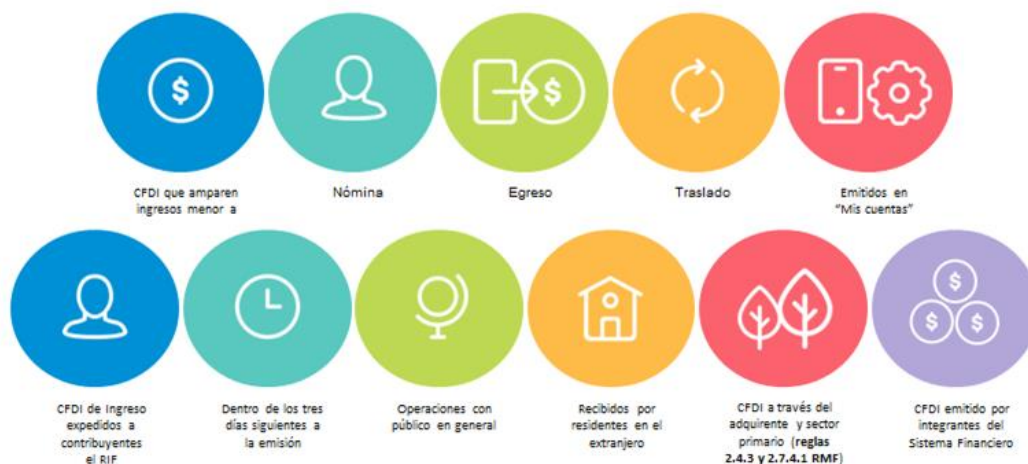 $
$
CFDI que amparen
ingresos menor a
Nómina
Egreso
Traslado
Emitidos en
"Mis cuentas"
$
$ $
CFDI de Ingreso
expedidos a
contribuyentes
el RIF
Dentro de los tres
días siguientes a
la emisión
Operaciones con
público en general
Recibidos por
residentes en el
extranjero
CFDI a través del
adquirente y sector
primario (reglas
2.4.3 y 2.7.4.1 RMF)
CFDI emitido por
integrantes del
Sistema Financiero